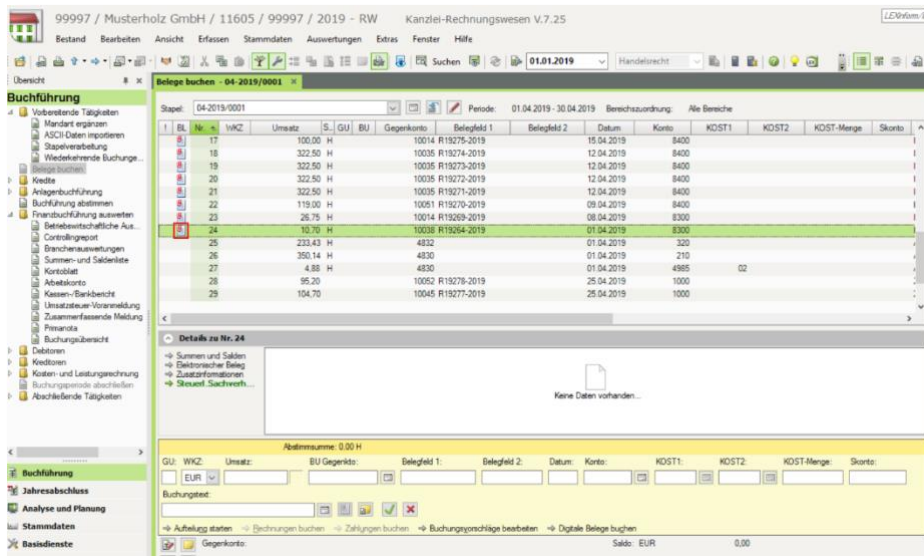 99997 / Musterholz GmbH / 11605 / 99997 / 2019 - RW Kanzlei-Rechnungswesen V.7.25
LEXinform/
Bestand Bearbeiten Ansicht Erfassen Stammdaten Auswertungen Extras Fenster Hilfe
Suchen 01.01.2019 Handelsrecht
Übersicht
Belege buchen - 04-2019/0001
Buchführung
Vorbereitende Tätigkeiten
Mandant ergänzen
ASCII-Daten importieren
Stapelverarbeitung
Wiederkehrende Buchunge...
Belege buchen
Kredite
Anlagenbuchführung
Buchführung abstimmen
Finanzbuchführung auswerten
Betriebswirtschaftliche Aus...
Controllingreport
Branchenauswertungen
Summen- und Saldenliste
Kontoblatt
Arbeitskonto
Kassen-/Bankbericht
Umsatzsteuer-Voranmeldung
Zusammenfassende Meldung
Primanota
Buchungsübersicht
Debitoren
Kreditoren
Kosten- und Leistungsrechnung
Buchungsperiode abschließen
Abschließende Tätigkeiten
Buchführung
Jahresabschluss
Analyse und Planung
Stammdaten
Basisdienste
Stapel: 04-2019/0001 Periode: 01.04.2019 - 30.04.2019 Bereichszuordnung: Alle Bereiche
! BL Nr. WKZ Umsatz S.. GU BU Gegenkonto Belegfeld 1 Belegfeld 2 Datum Konto KOST1 KOST2 KOST-Menge Skonto
17 100,00 H 10014 R19275-2019 15.04.2019 8400
18 322,50 H 10035 R19274-2019 12.04.2019 8400
19 322,50 H 10035 R19273-2019 12.04.2019 8400
20 322,50 H 10035 R19272-2019 12.04.2019 8400
21 322,50 H 10035 R19271-2019 12.04.2019 8400
22 119,00 H 10051 R19270-2019 09.04.2019 8400
23 26,75 H 10014 R19269-2019 08.04.2019 8300
24 10,70 H 10038 R19264-2019 01.04.2019 8300
25 233,43 H 4832 01.04.2019 320
26 350,14 H 4830 01.04.2019 210
27 4,88 H 4830 01.04.2019 4985 02
28 95,20 10052 R19278-2019 25.04.2019 1000
29 104,70 10045 R19277-2019 25.04.2019 1000
Details zu Nr. 24
Summen und Salden
Elektronischer Beleg
Zusatzinformationen
Steuerl. Sachverh...
Keine Daten vorhanden...
Abstimmsumme: 0,00 H
GU: WKZ: Umsatz: BU Gegenkto: Belegfeld 1: Belegfeld 2: Datum: Konto: KOST1: KOST2: KOST-Menge: Skonto:
EUR
Buchungstext:
Aufteilung starten Rechnungen buchen Zahlungen buchen Buchungsvorschläge bearbeiten Digitale Belege buchen
Gegenkonto: Saldo: EUR 0,00